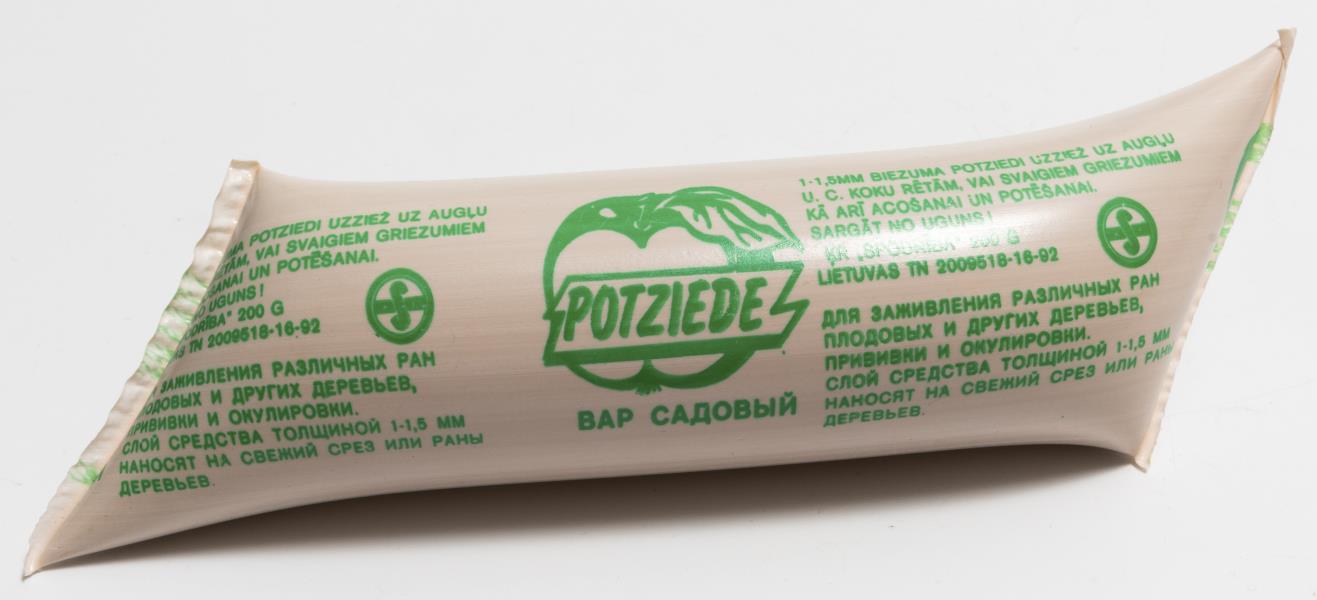 POTZIEDI UZZIEŽ UZ AUGĻU
VAI SVAIGIEM GRIEZUMIEM
UN POTĒŠANAI.
UGUNS!
200 G
TN 2009518-16-92
ЗАЖИВЛЕНИЯ РАЗЛИЧНЫХ РАН
ПЛОДОВЫХ И ДРУГИХ ДЕРЕВЬЕВ,
ПРИВИВКИ И ОКУЛИРОВКИ.
СЛОЙ СРЕДСТВА ТОЛЩИНОЙ 1-1,5 ММ
НАНОСЯТ НА СВЕЖИЙ СРЕЗ ИЛИ РАНЫ
ДЕРЕВЬЕВ.
POTZIEDE
ВАР САДОВЫЙ
1-1,5MM BIEZUMA POTZIEDI UZZIEŽ UZ AUGĻU
U. C. KOKU RĒTĀM, VAI SVAIGIEM GRIEZUMIEM
KĀ ARĪ ACOŠANAI UN POTĒŠANAI.
SARGĀT NO UGUNS!
ĶR „SPODRĪBA" 200 G
LIETUVAS TN 2009518-16-92
ДЛЯ ЗАЖИВЛЕНИЯ РАЗЛИЧНЫХ РАН
ПЛОДОВЫХ И ДРУГИХ ДЕРЕВЬЕВ,
ПРИВИВКИ И ОКУЛИРОВКИ.
СЛОЙ СРЕДСТВА ТОЛЩИНОЙ 1-1,5 ММ
НАНОСЯТ НА СВЕЖИЙ СРЕЗ ИЛИ РАНЫ
ДЕРЕВЬЕВ.